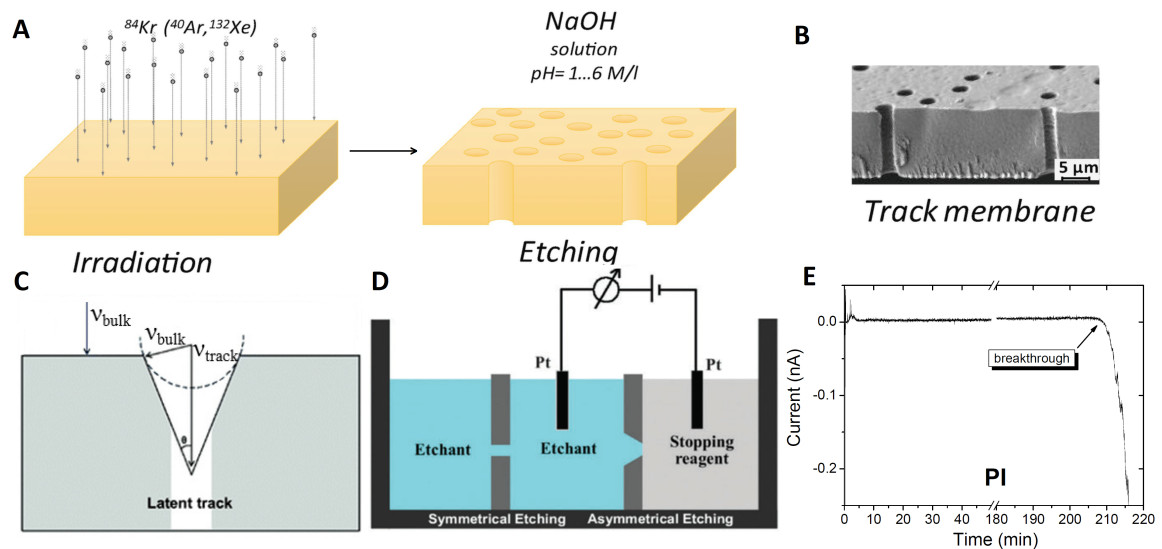 A
⁸⁴Kr (⁴⁰Ar,¹³²Xe)
Irradiation
NaOH
solution
pH= 1...6 M/l
Etching
B
5 μm
Track membrane
C
νbulk
νbulk
νtrack
θ
Latent track
D
Pt
Pt
Etchant
Etchant
Stopping
reagent
Symmetrical Etching
Asymmetrical Etching
E
0.0
-0.1
-0.2
Current (nA)
breakthrough
PI
0 10 20 30 40 180 190 200 210 220
Time (min)